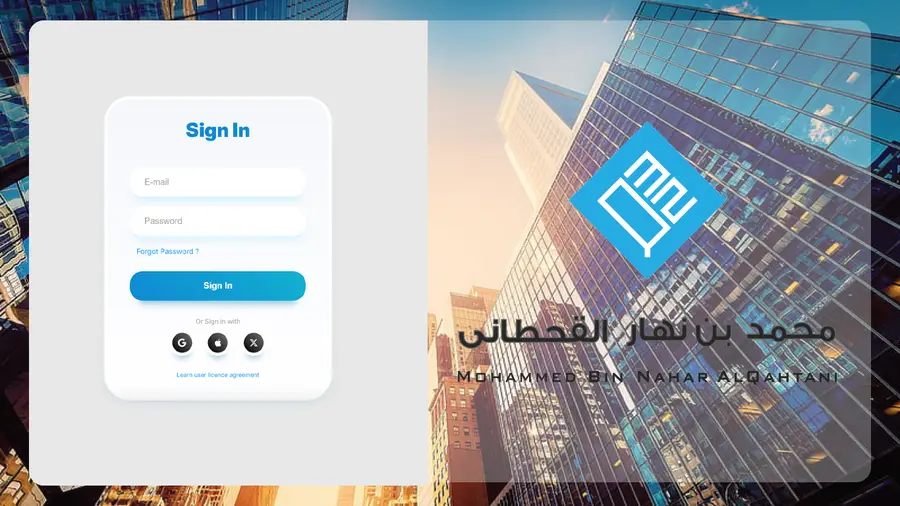 Sign In
E-mail
Password
Forgot Password ?
Sign In
Or Sign in with
Learn user licence agreement
محمد بن نهار القحطاني
MOHAMMED BIN NAHAR ALQAHTANI